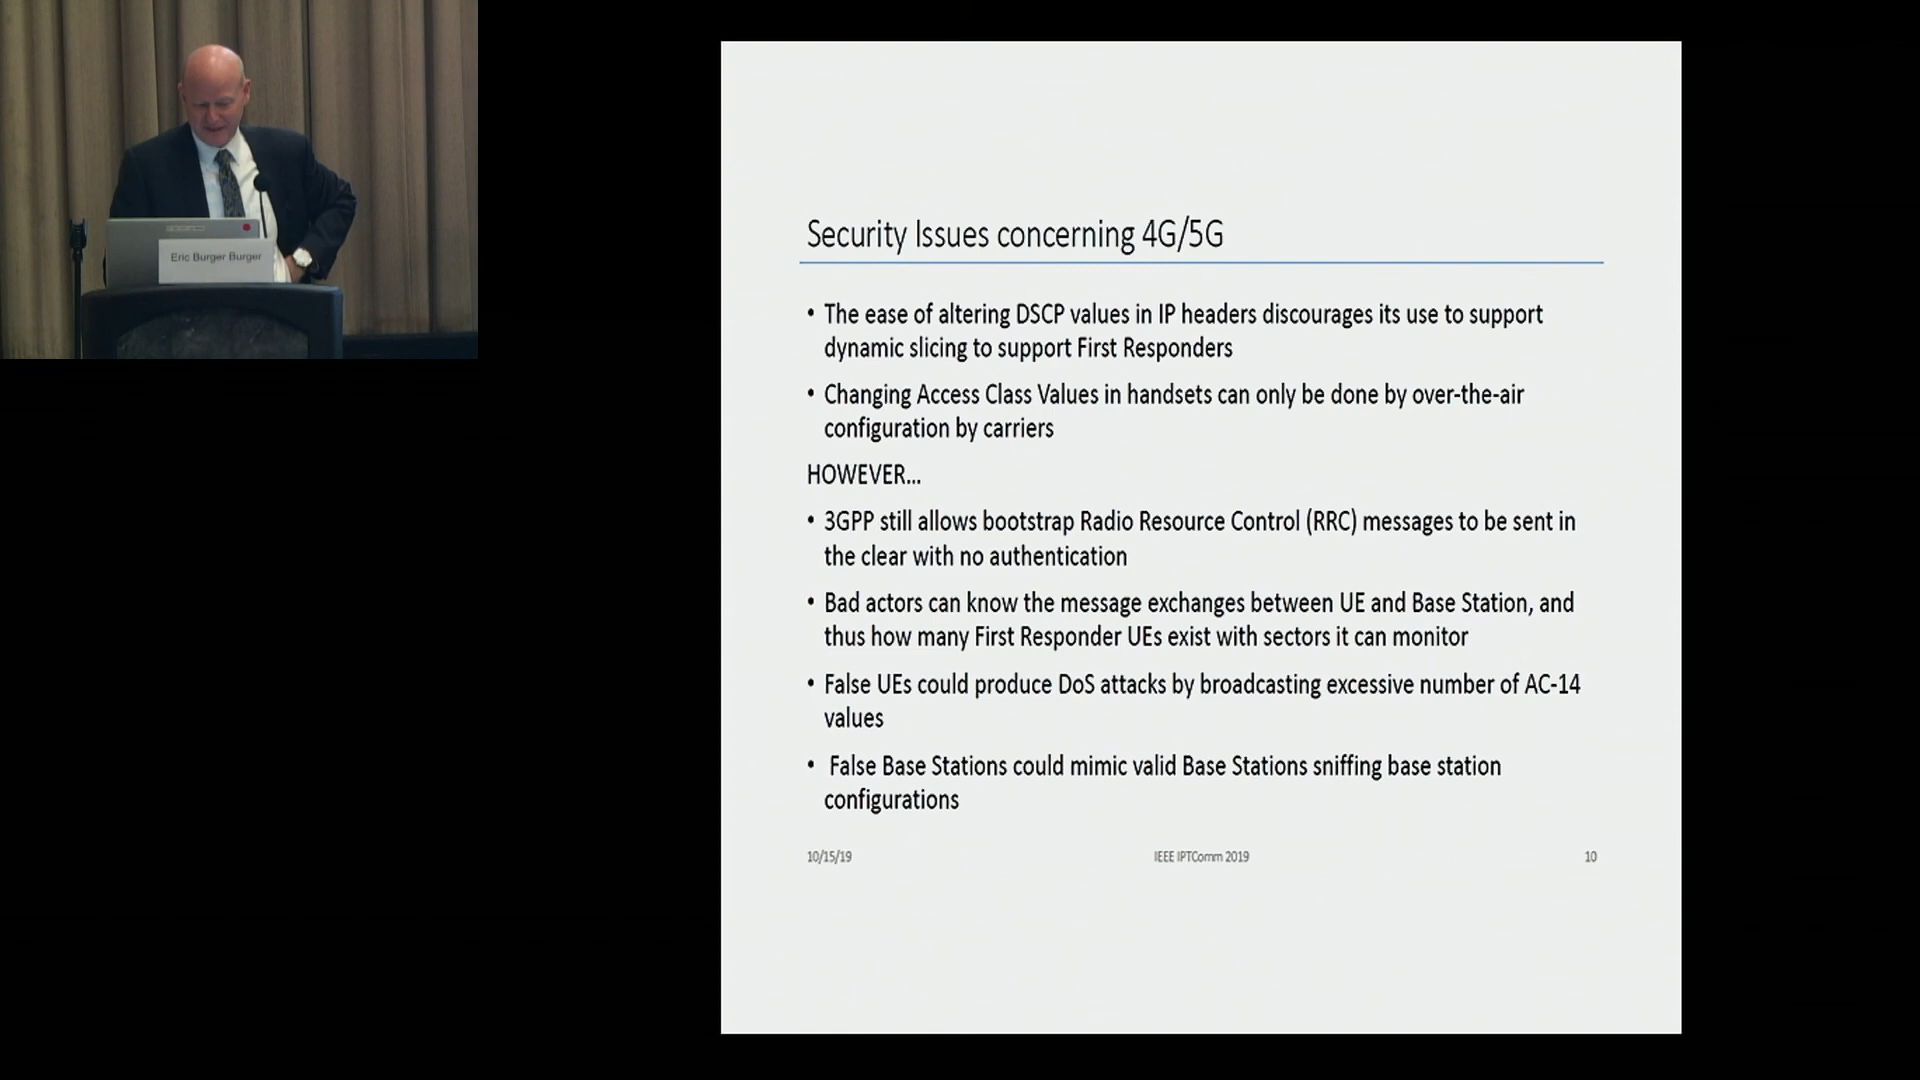 Eric Burger Burger
Security Issues concerning 4G/5G
• The ease of altering DSCP values in IP headers discourages its use to support
dynamic slicing to support First Responders
• Changing Access Class Values in handsets can only be done by over-the-air
configuration by carriers
HOWEVER...
• 3GPP still allows bootstrap Radio Resource Control (RRC) messages to be sent in
the clear with no authentication
• Bad actors can know the message exchanges between UE and Base Station, and
thus how many First Responder UEs exist with sectors it can monitor
• False UEs could produce DoS attacks by broadcasting excessive number of AC-14
values
• False Base Stations could mimic valid Base Stations sniffing base station
configurations
10/15/19
IEEE IPTComm 2019
10